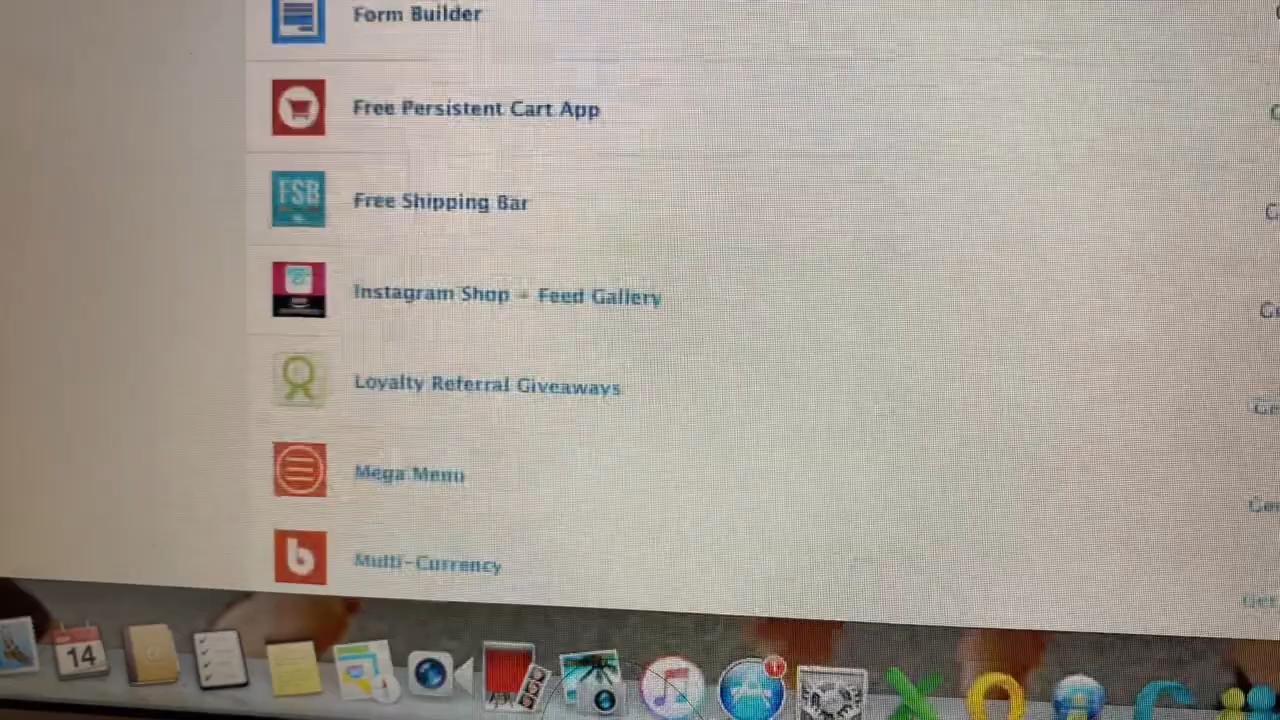 Form Builder
Free Persistent Cart App
FSB
Free Shipping Bar
Instagram Shop - Feed Gallery
Loyalty Referral Giveaways
Mega Menu
b
Multi-Currency
14
1